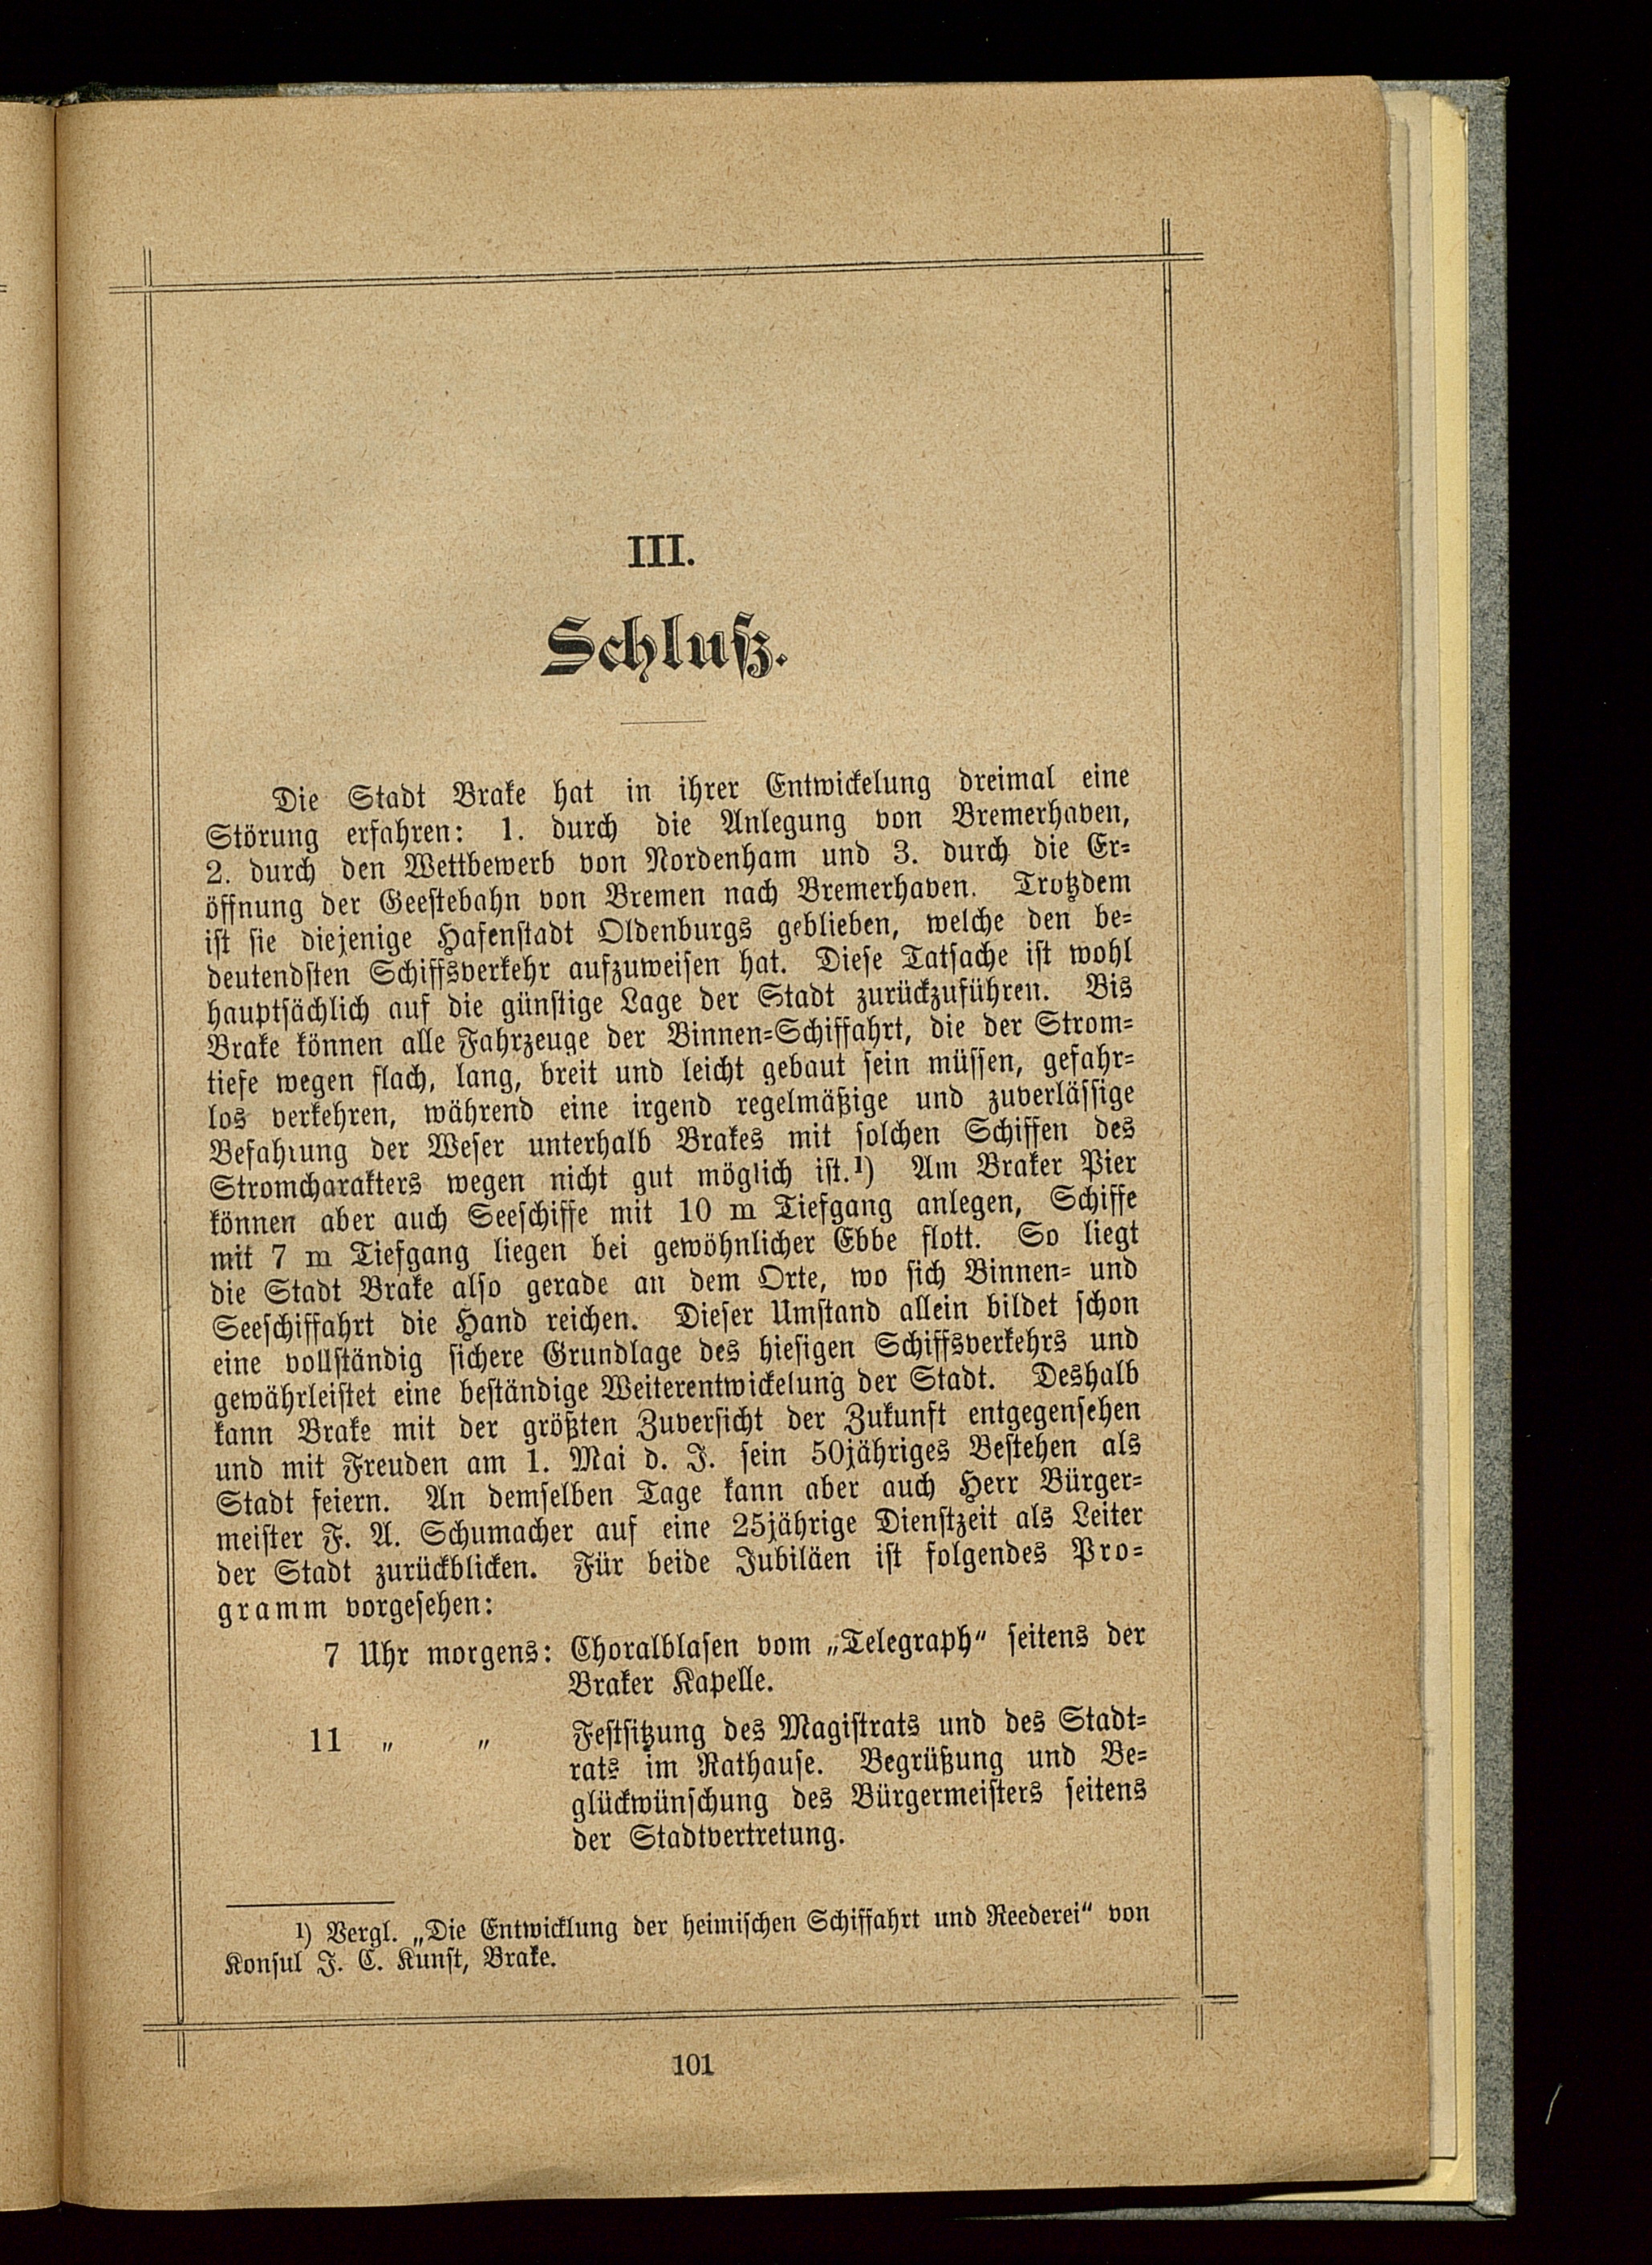 III.
Schluß.
Die Stadt Brake hat in ihrer Entwickelung dreimal eine
Störung erfahren: 1. durch die Anlegung von Bremerhaven,
2. durch den Wettbewerb von Nordenham und 3. durch die Er-
öffnung der Geestebahn von Bremen nach Bremerhaven. Trotzdem
ist sie diejenige Hafenstadt Oldenburgs geblieben, welche den be-
deutendsten Schiffsverkehr aufzuweisen hat. Diese Tatsache ist wohl
hauptsächlich auf die günstige Lage der Stadt zurückzuführen. Bis
Brake können alle Fahrzeuge der Binnen-Schiffahrt, die der Strom-
tiefe wegen flach, lang, breit und leicht gebaut sein müssen, gefahr-
los verkehren, während eine irgend regelmäßige und zuverlässige
Befahrung der Weser unterhalb Brakes mit solchen Schiffen des
Stromcharakters wegen nicht gut möglich ist.¹) Am Braker Pier
können aber auch Seeschiffe mit 10 m Tiefgang anlegen, Schiffe
mit 7 m Tiefgang liegen bei gewöhnlicher Ebbe flott. So liegt
die Stadt Brake also gerade an dem Orte, wo sich Binnen- und
Seeschiffahrt die Hand reichen. Dieser Umstand allein bildet schon
eine vollständig sichere Grundlage des hiesigen Schiffsverkehrs und
gewährleistet eine beständige Weiterentwickelung der Stadt. Deshalb
kann Brake mit der größten Zuversicht der Zukunft entgegensehen
und mit Freuden am 1. Mai d. J. sein 50jähriges Bestehen als
Stadt feiern. An demselben Tage kann aber auch Herr Bürger-
meister F. A. Schumacher auf eine 25jährige Dienstzeit als Leiter
der Stadt zurückblicken. Für beide Jubiläen ist folgendes Pro-
gramm vorgesehen:
7 Uhr morgens: Choralblasen vom „Telegraph“ seitens der
Braker Kapelle.
11 „ „ Festsitzung des Magistrats und des Stadt-
rats im Rathause. Begrüßung und Be-
glückwünschung des Bürgermeisters seitens
der Stadtvertretung.
¹) Vergl. „Die Entwicklung der heimischen Schiffahrt und Reederei“ von
Konsul J. C. Kunst, Brake.
101